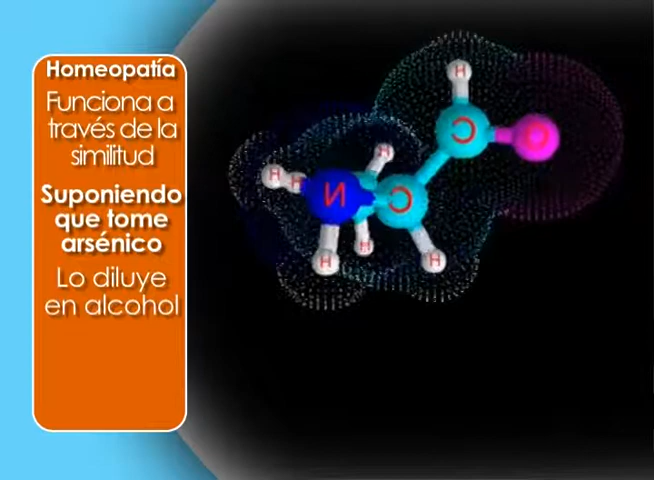 Homeopatía
Funciona a
través de la
similitud
Suponiendo
que tome
arsénico
Lo diluye
en alcohol
H
C
O
H
H
H
N
C
H
H
H